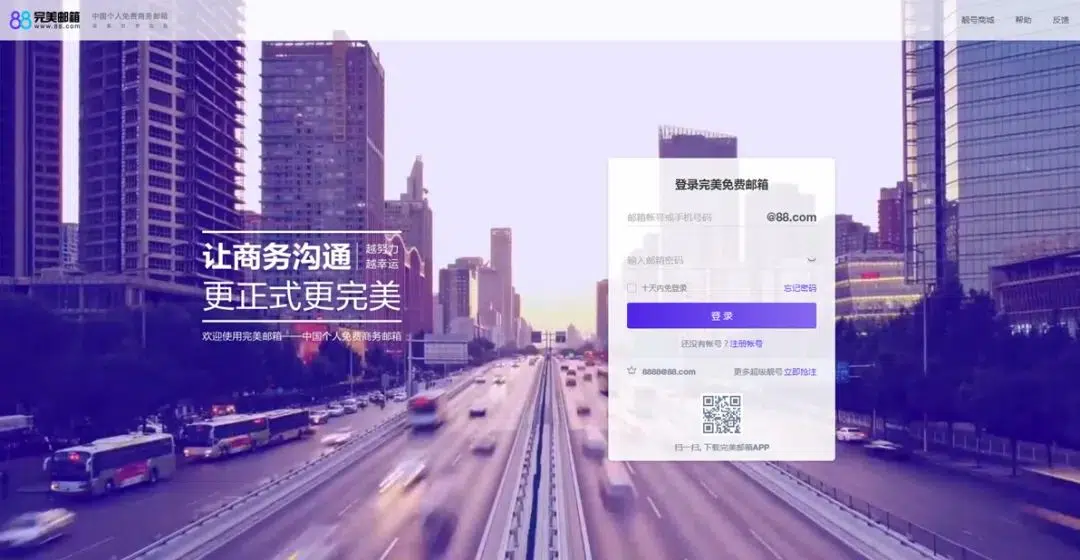 88 完美邮箱
www.88.com
中国个人免费商务邮箱
靓号商城 帮助 反馈
让商务沟通
越努力
越幸运
更正式更完美
欢迎使用完美邮箱——中国个人免费商务邮箱
登录完美免费邮箱
邮箱帐号或手机号码 @88.com
输入邮箱密码
十天内免登录 忘记密码
登 录
还没有帐号？注册帐号
8888@88.com 更多超级靓号 立即抢注
扫一扫, 下载完美邮箱APP